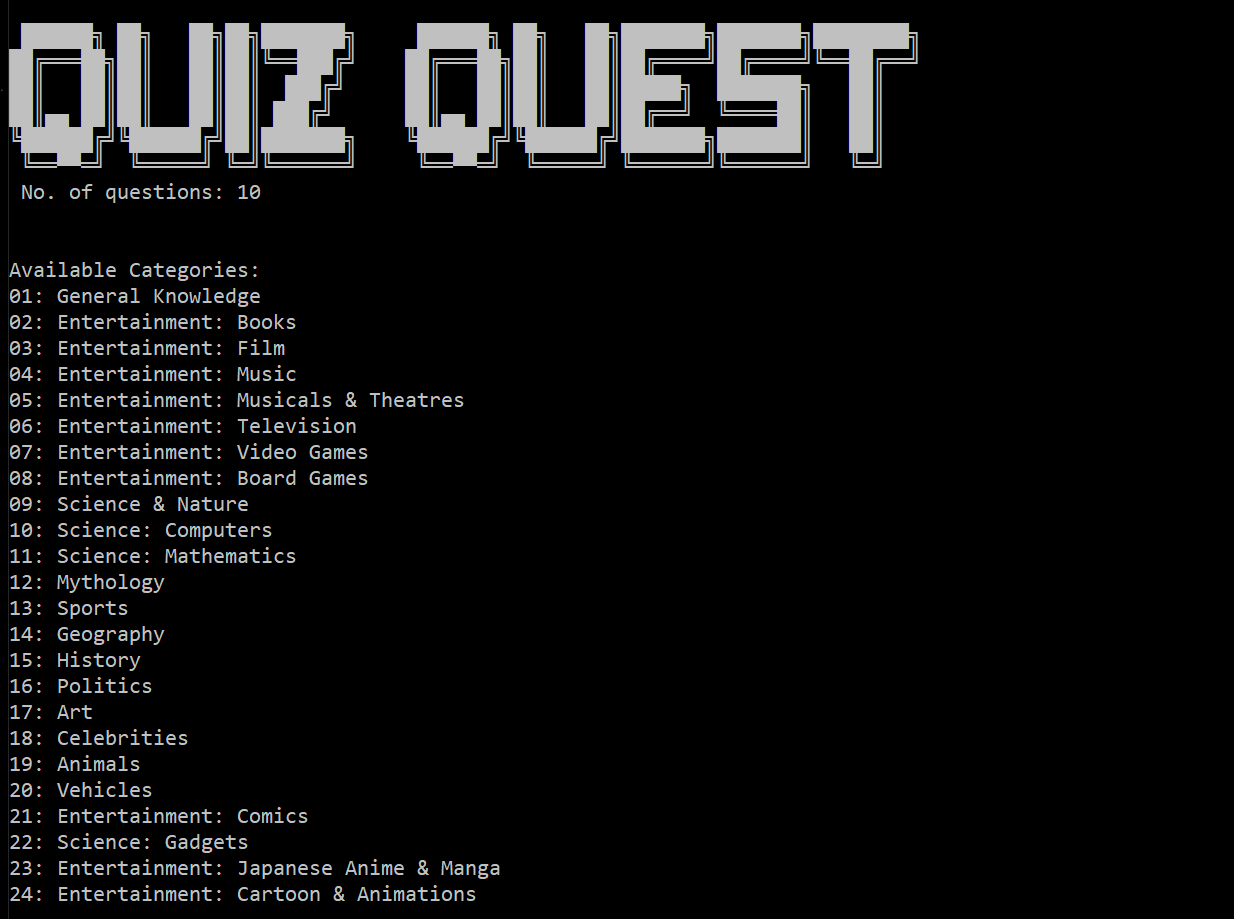 QUIZ QUEST
No. of questions: 10
Available Categories:
01: General Knowledge
02: Entertainment: Books
03: Entertainment: Film
04: Entertainment: Music
05: Entertainment: Musicals & Theatres
06: Entertainment: Television
07: Entertainment: Video Games
08: Entertainment: Board Games
09: Science & Nature
10: Science: Computers
11: Science: Mathematics
12: Mythology
13: Sports
14: Geography
15: History
16: Politics
17: Art
18: Celebrities
19: Animals
20: Vehicles
21: Entertainment: Comics
22: Science: Gadgets
23: Entertainment: Japanese Anime & Manga
24: Entertainment: Cartoon & Animations